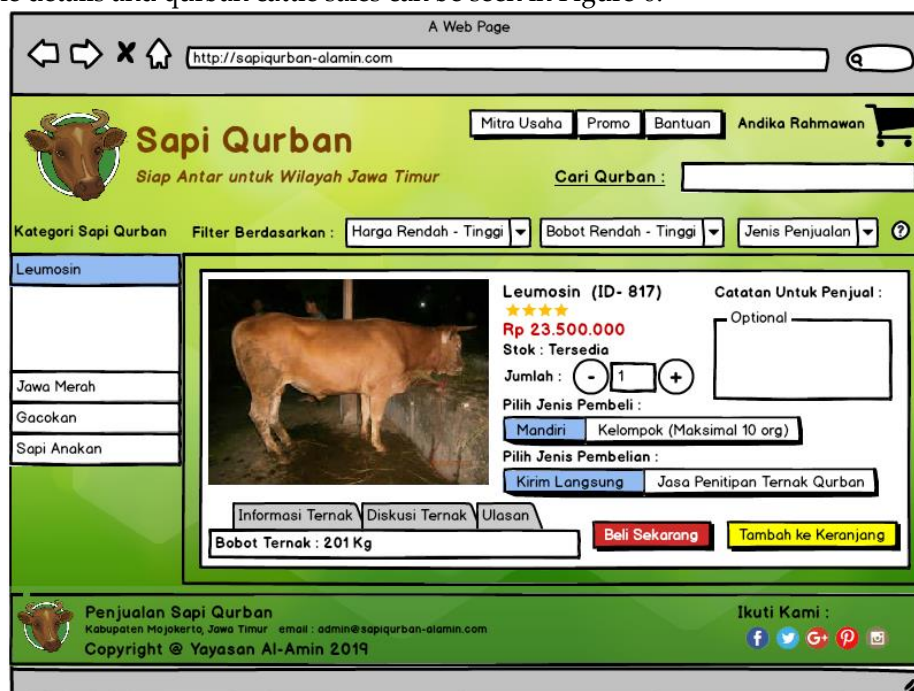 le details and qurban cattle sales can be seen in Figure 6.
A Web Page
http://sapiqurban-alamin.com
Mitra Usaha Promo Bantuan Andika Rahmawan
Sapi Qurban
Siap Antar untuk Wilayah Jawa Timur
Cari Qurban :
Kategori Sapi Qurban
Filter Berdasarkan : Harga Rendah - Tinggi Bobot Rendah - Tinggi Jenis Penjualan ?
Leumosin
Jawa Merah
Gacokan
Sapi Anakan
Leumosin (ID- 817)
Rp 23.500.000
Stok : Tersedia
Jumlah : - 1 +
Catatan Untuk Penjual :
Optional
Pilih Jenis Pembeli :
Mandiri Kelompok (Maksimal 10 org)
Pilih Jenis Pembelian :
Kirim Langsung Jasa Penitipan Ternak Qurban
Informasi Ternak Diskusi Ternak Ulasan
Bobot Ternak : 201 Kg
Beli Sekarang Tambah ke Keranjang
Penjualan Sapi Qurban
Kabupaten Mojokerto, Jawa Timur email : admin@sapiqurban-alamin.com
Copyright @ Yayasan Al-Amin 2019
Ikuti Kami :
f G+